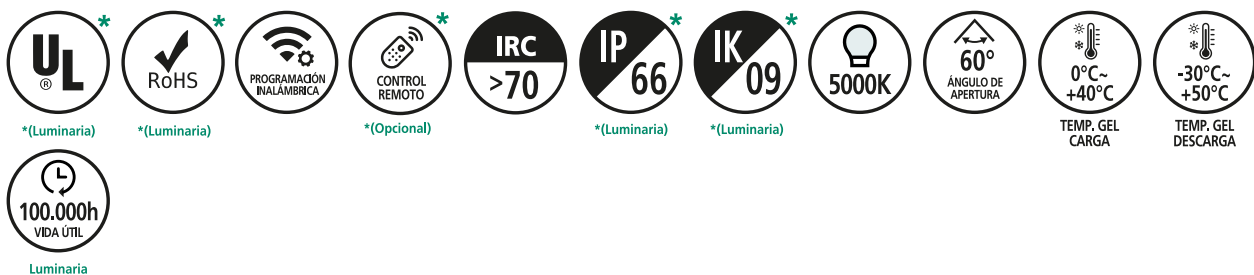 UL®
*
*(Luminaria)
RoHS
*
*(Luminaria)
PROGRAMACIÓN
INALÁMBRICA
CONTROL
REMOTO
*
*(Opcional)
IRC
>70
IP
66
*
*(Luminaria)
IK
09
*
*(Luminaria)
5000K
60°
ÁNGULO DE
APERTURA
0°C~
+40°C
TEMP. GEL
CARGA
-30°C~
+50°C
TEMP. GEL
DESCARGA
100.000h
VIDA ÚTIL
Luminaria